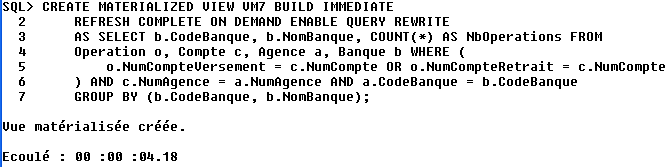 SQL> CREATE MATERIALIZED VIEW VM7 BUILD IMMEDIATE
2 REFRESH COMPLETE ON DEMAND ENABLE QUERY REWRITE
3 AS SELECT b.CodeBanque, b.NomBanque, COUNT(*) AS NbOperations FROM
4 Operation o, Compte c, Agence a, Banque b WHERE (
5 o.NumCompteVersement = c.NumCompte OR o.NumCompteRetrait = c.NumCompte
6 ) AND c.NumAgence = a.NumAgence AND a.CodeBanque = b.CodeBanque
7 GROUP BY (b.CodeBanque, b.NomBanque);
Vue matérialisée créée.
Ecoulé : 00 :00 :04.18